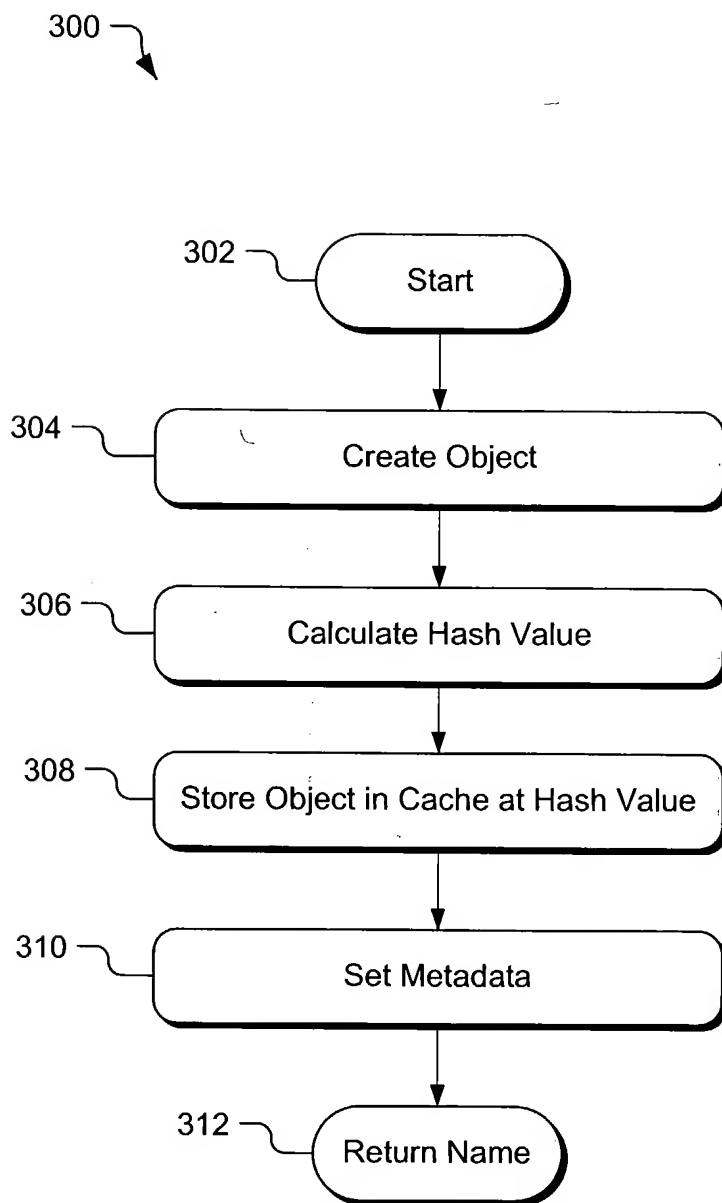 300
302
Start
304
Create Object
306
Calculate Hash Value
308
Store Object in Cache at Hash Value
310
Set Metadata
312
Return Name